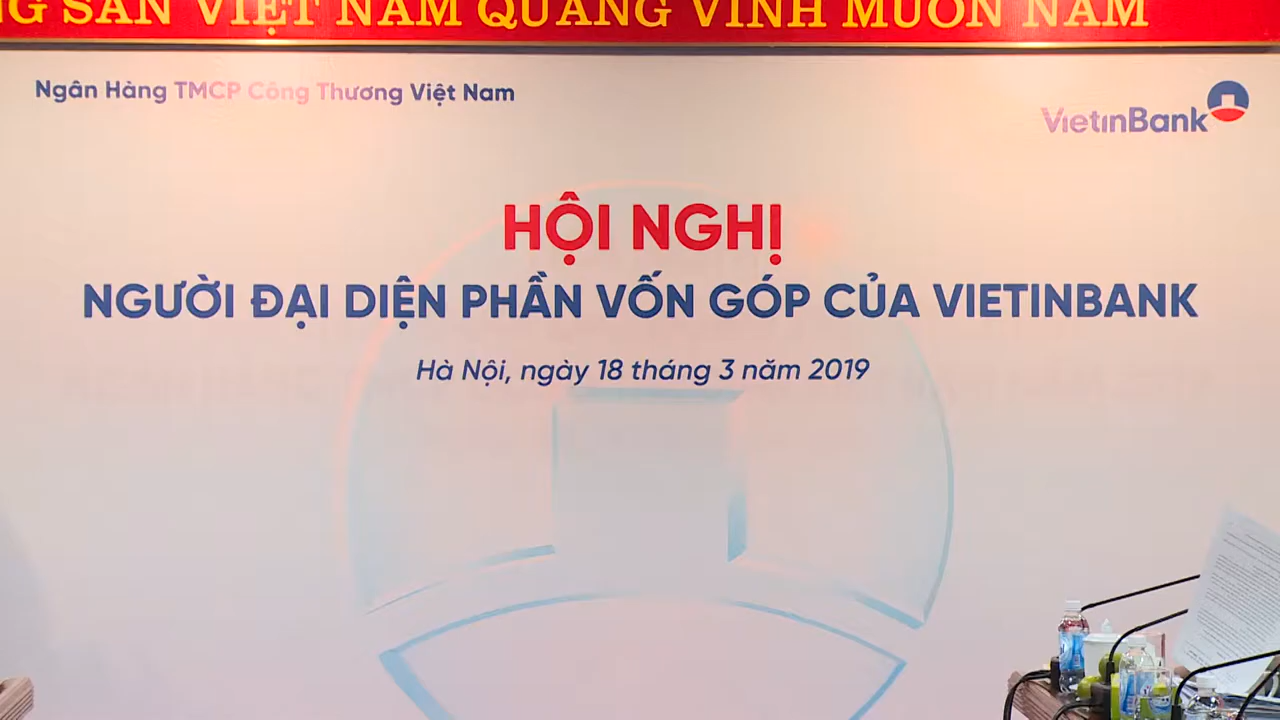 SẢN VIỆT NAM QUANG VINH MUÔN NĂM
Ngân Hàng TMCP Công Thương Việt Nam
VietinBank
HỘI NGHỊ
NGƯỜI ĐẠI DIỆN PHẦN VỐN GÓP CỦA VIETINBANK
Hà Nội, ngày 18 tháng 3 năm 2019